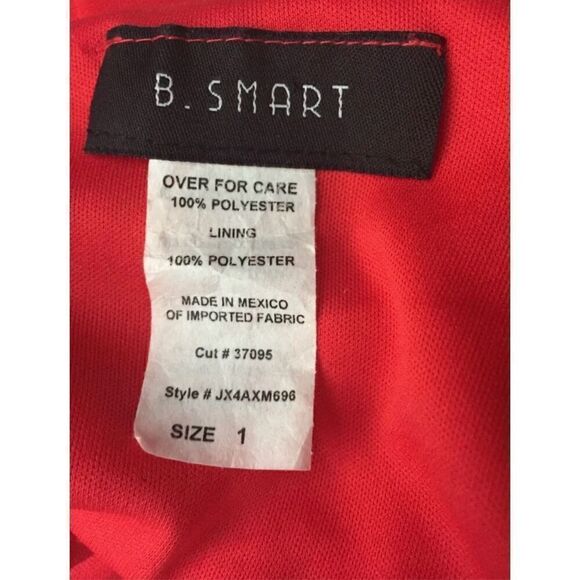 B. SMART
OVER FOR CARE
100% POLYESTER
LINING
100% POLYESTER
MADE IN MEXICO
OF IMPORTED FABRIC
Cut # 37095
Style # JX4AXM696
SIZE 1